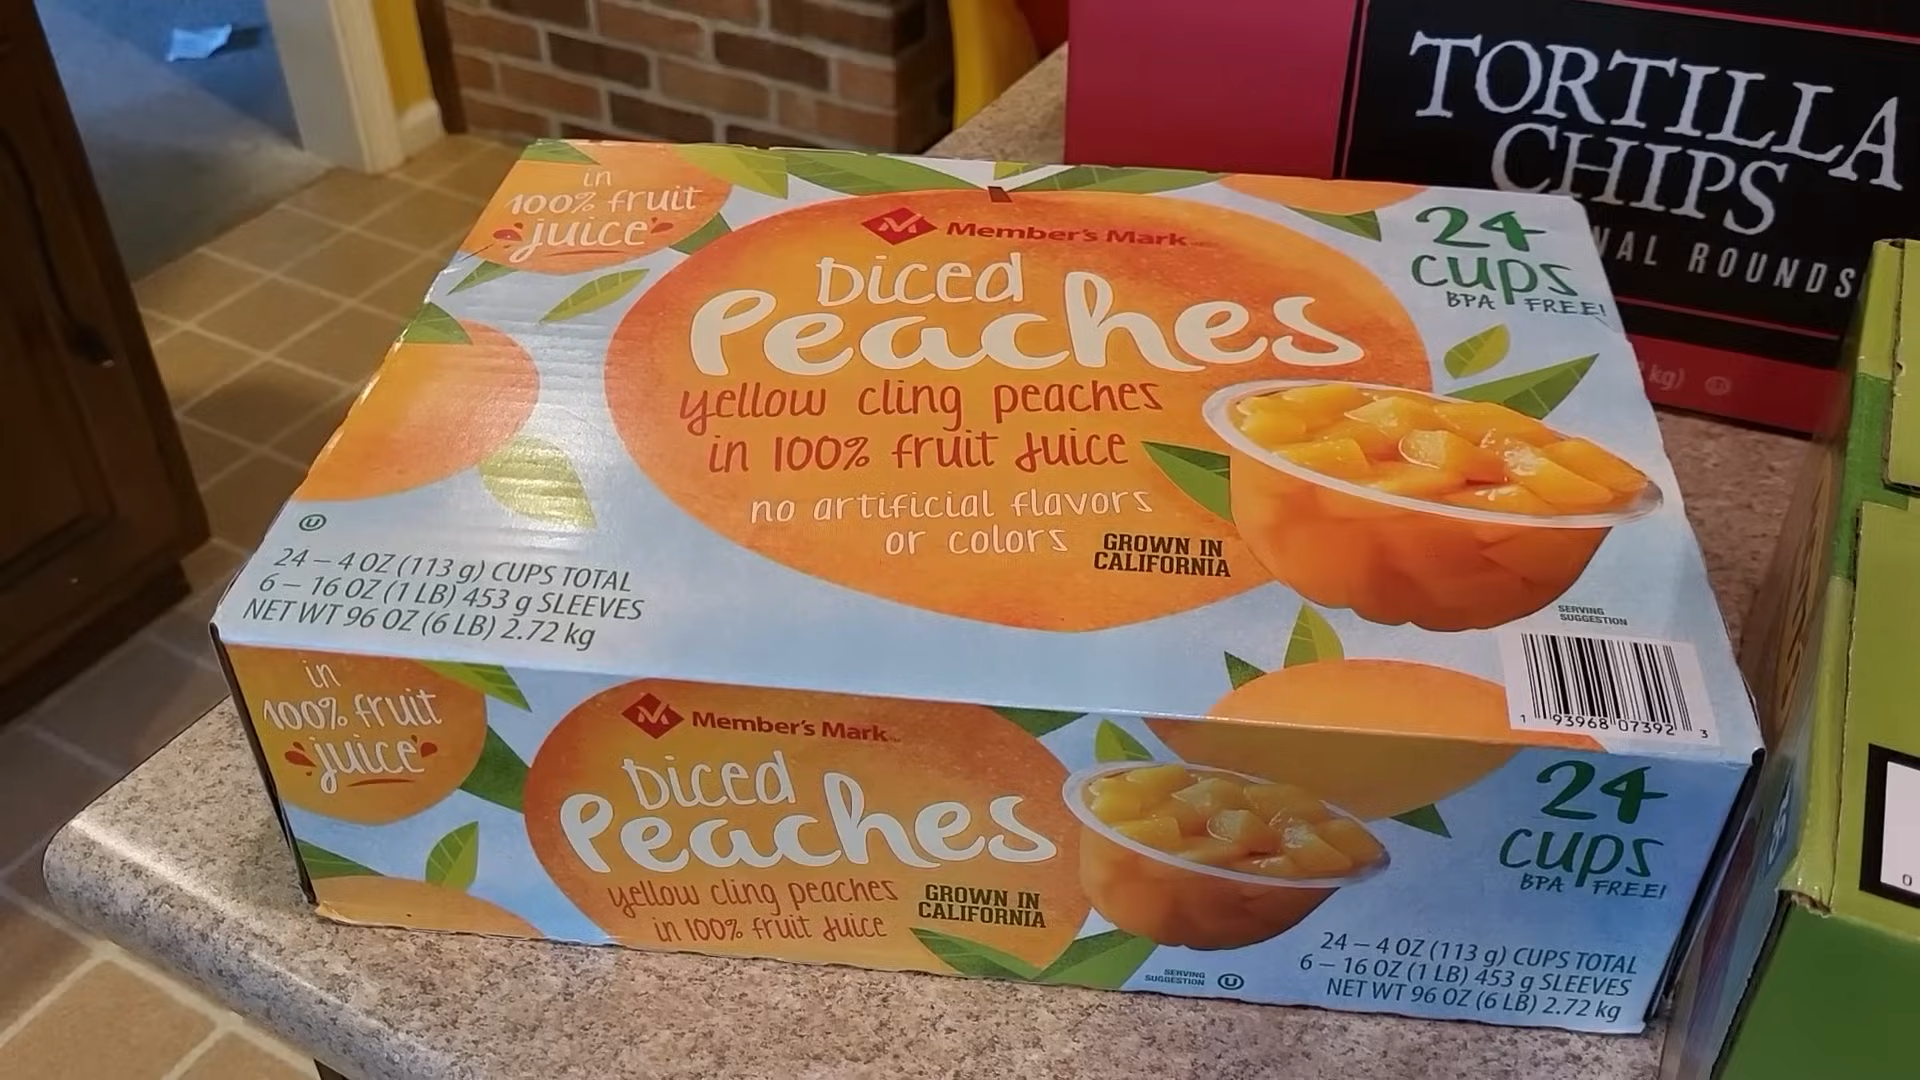 TORTILLA
CHIPS
NAL ROUNDS
kg)
in
100% fruit
juice
Member's Mark
Diced
Peaches
yellow cling peaches
in 100% fruit juice
no artificial flavors
or colors
GROWN IN
CALIFORNIA
24
cups
BPA FREE!
U
24 – 4 OZ (113 g) CUPS TOTAL
6 – 16 OZ (1 LB) 453 g SLEEVES
NET WT 96 OZ (6 LB) 2.72 kg
SERVING
SUGGESTION
1 93968 07392 3
in
100% fruit
juice
Member's Mark
Diced
Peaches
yellow cling peaches
in 100% fruit juice
GROWN IN
CALIFORNIA
24
cups
BPA FREE!
SERVING
SUGGESTION
U
24 – 4 OZ (113 g) CUPS TOTAL
6 – 16 OZ (1 LB) 453 g SLEEVES
NET WT 96 OZ (6 LB) 2.72 kg
0